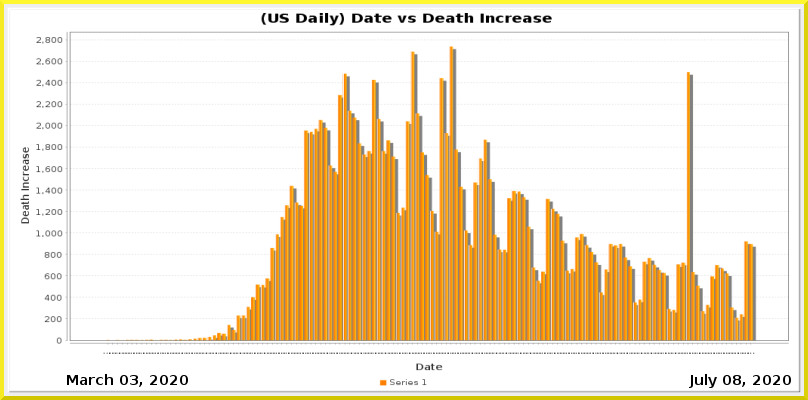 (US Daily) Date vs Death Increase
2,800
2,600
2,400
2,200
2,000
1,800
1,600
1,400
1,200
1,000
800
600
400
200
0
Death Increase
Date
March 03, 2020
July 08, 2020
Series 1